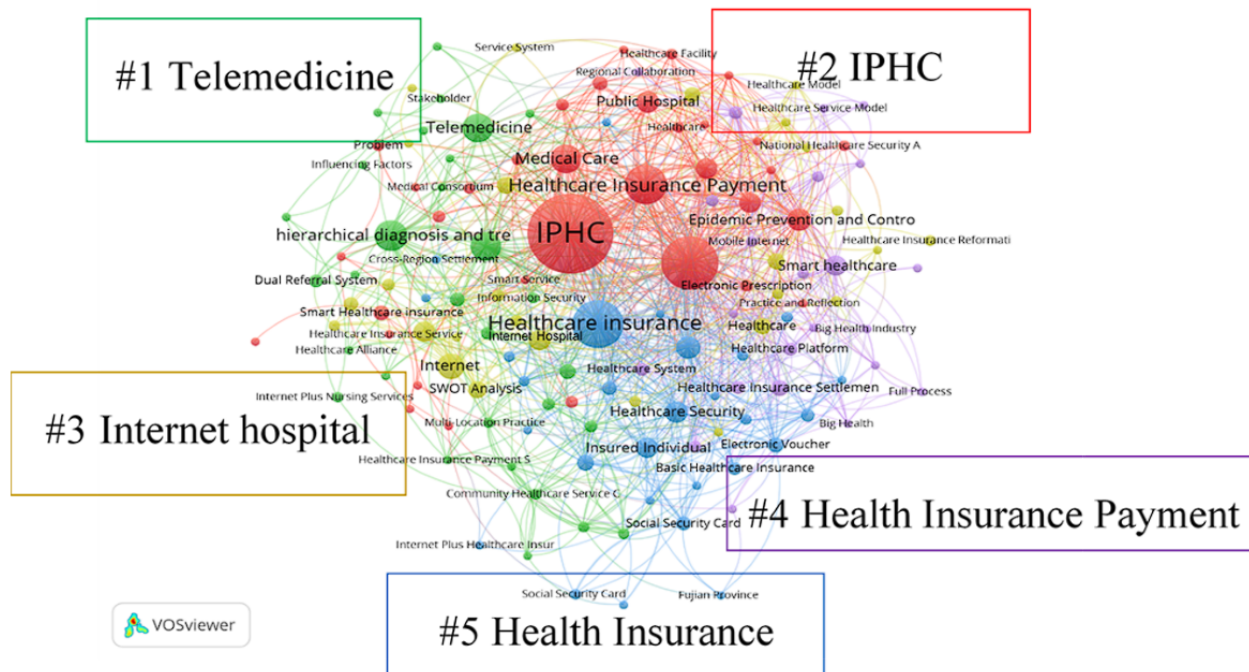 #1 Telemedicine
#2 IPHC
Service System
Healthcare Facility
Regional Collaboration
Healthcare Model
Stakeholder
Public Hospital
Healthcare Service Model
Telemedicine
Healthcare
Problem
National Healthcare Security A
Influencing Factors
Medical Care
Medical Consortium
Healthcare Insurance Payment
Epidemic Prevention and Contro
hierarchical diagnosis and tre
IPHC
Mobile Internet
Healthcare Insurance Reformati
Cross-Region Settlement
Smart healthcare
Dual Referral System
Smart Service
Electronic Prescription
Information Security
Practice and Reflection
Smart Healthcare insurance
Healthcare insurance
Healthcare Insurance Service
Internet Hospital
Healthcare
Big Health Industry
Healthcare Alliance
Healthcare Platform
Internet
Healthcare System
SWOT Analysis
Healthcare Insurance Settlemen
Full Process
Internet Plus Nursing Services
#3 Internet hospital
Multi-Location Practice
Healthcare Security
Big Health
Insured Individual
Electronic Voucher
Healthcare Insurance Payment S
Basic Healthcare Insurance
Community Healthcare Service C
#4 Health Insurance Payment
Social Security Card
Internet Plus Healthcare Insur
Social Security Card
Fujian Province
#5 Health Insurance
VOSviewer